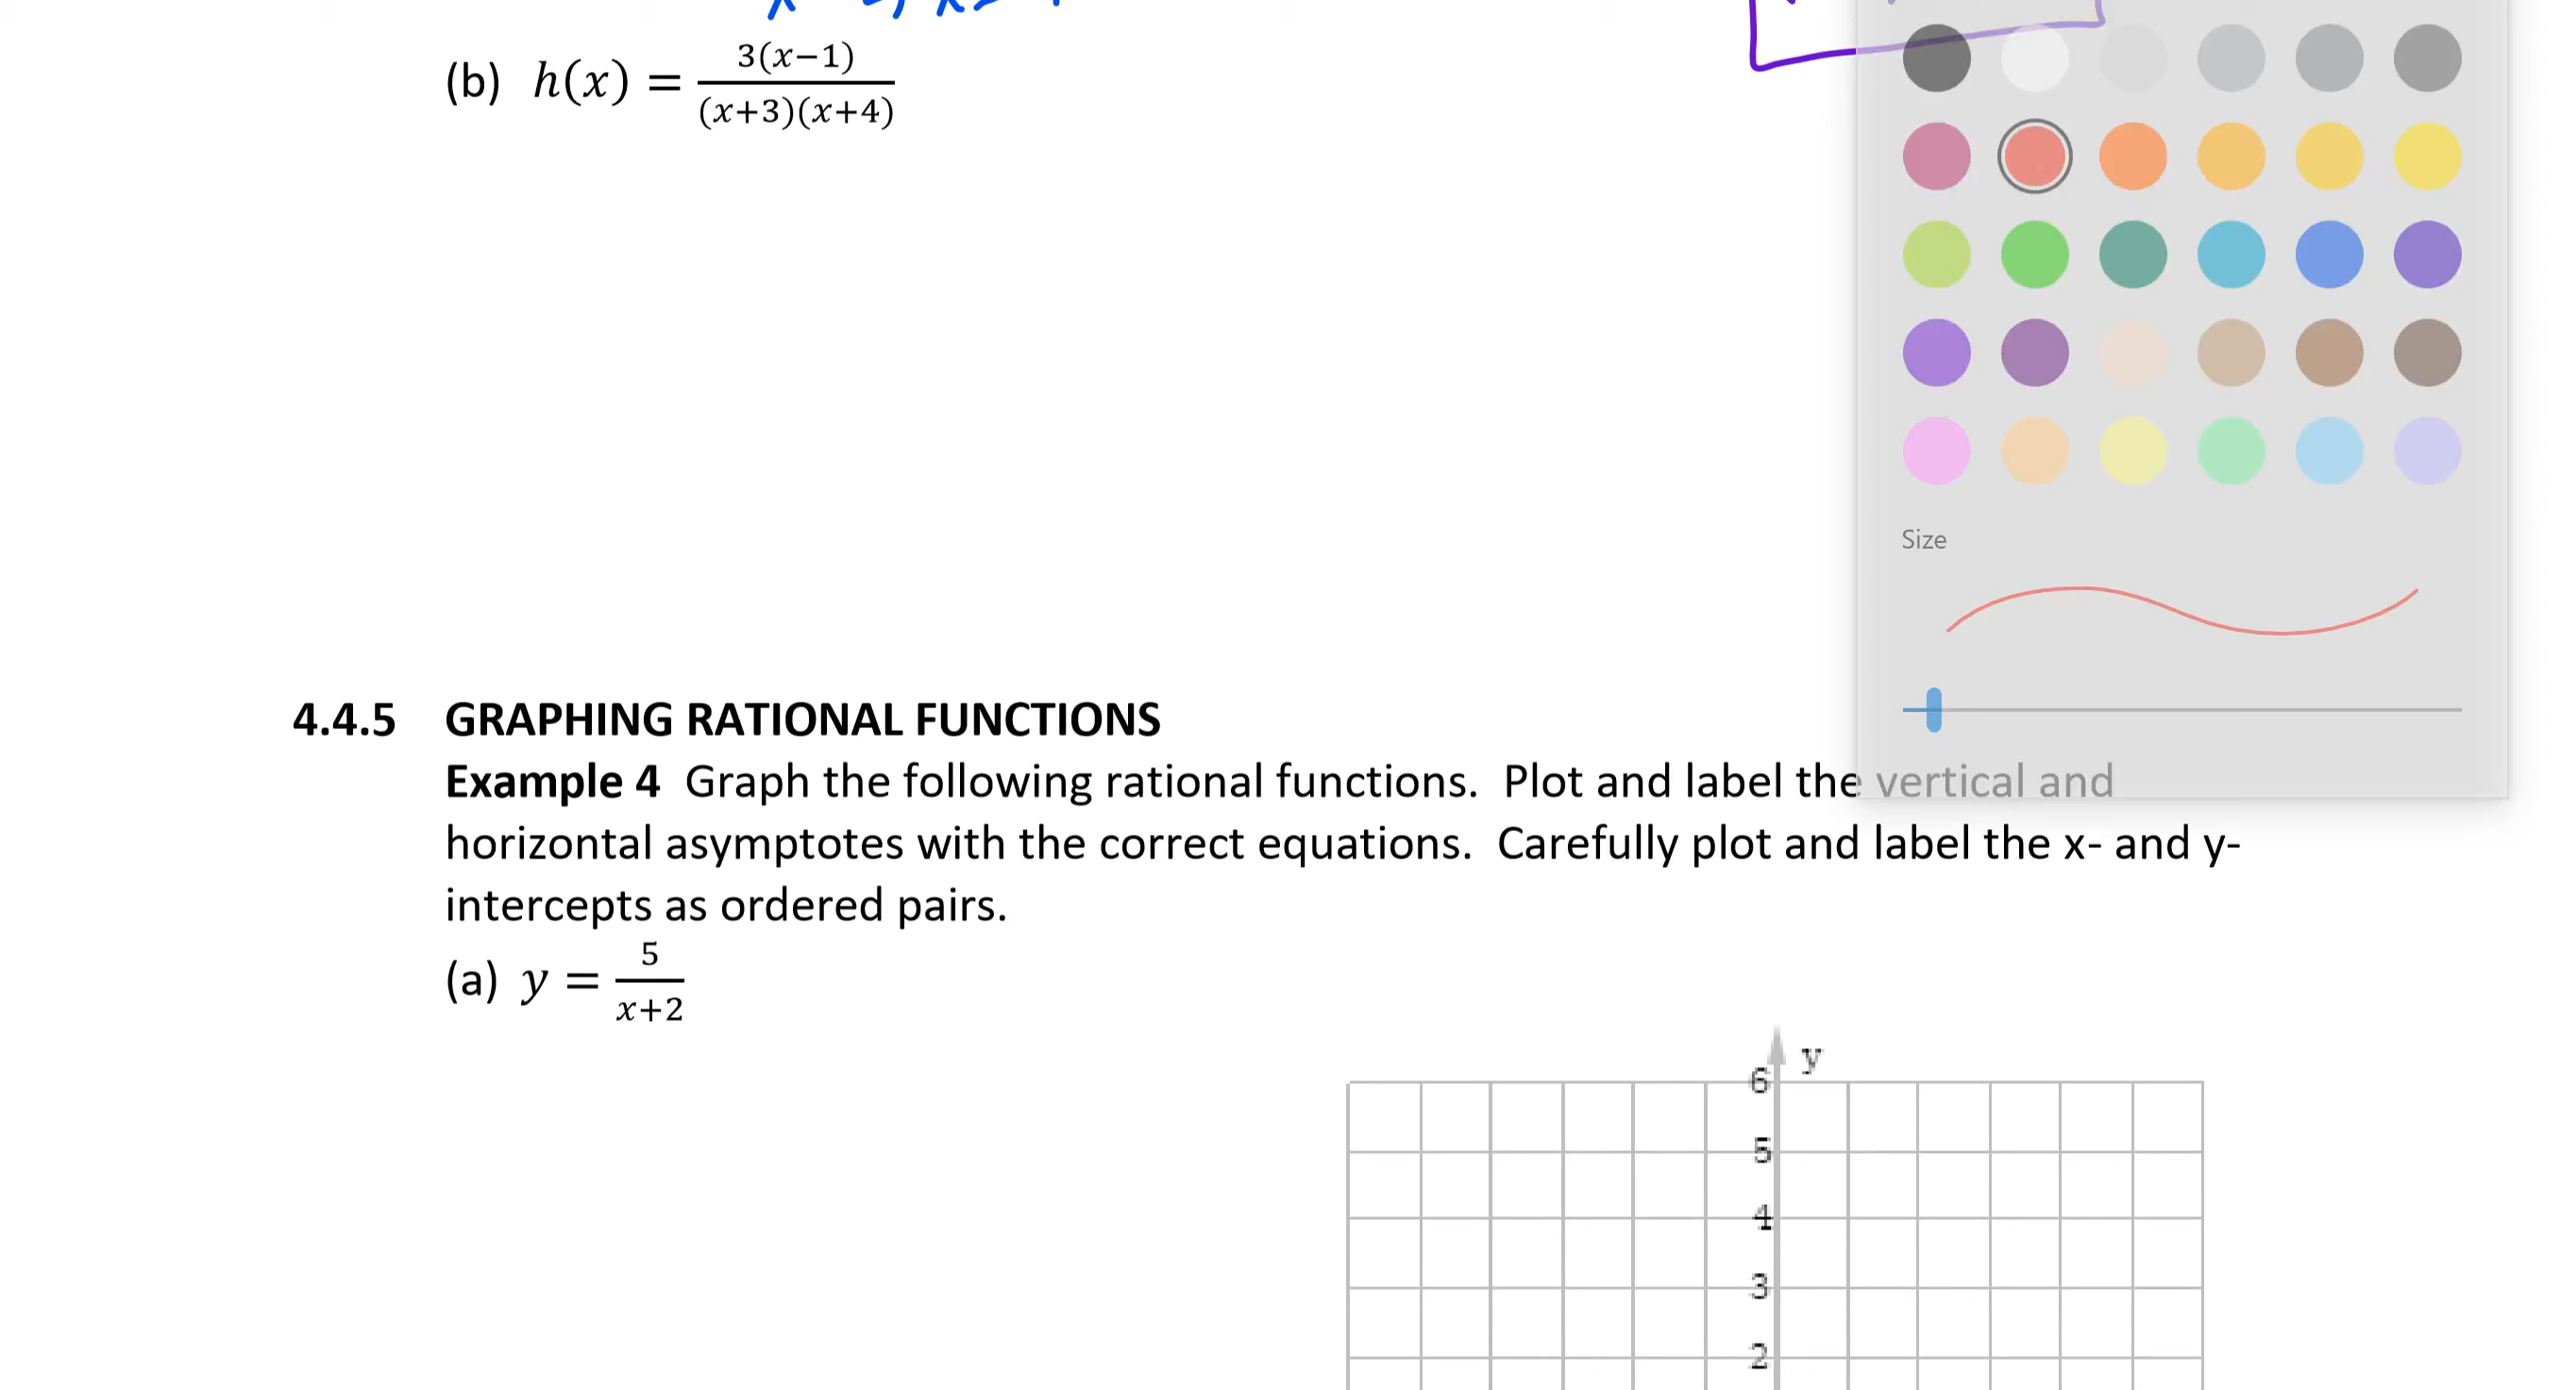 (b) h(x) = 3(x−1)/((x+3)(x+4))
Size
4.4.5 GRAPHING RATIONAL FUNCTIONS
Example 4 Graph the following rational functions. Plot and label the vertical and
horizontal asymptotes with the correct equations. Carefully plot and label the x- and y-
intercepts as ordered pairs.
(a) y = 5/(x+2)
y
6
5
4
3
2